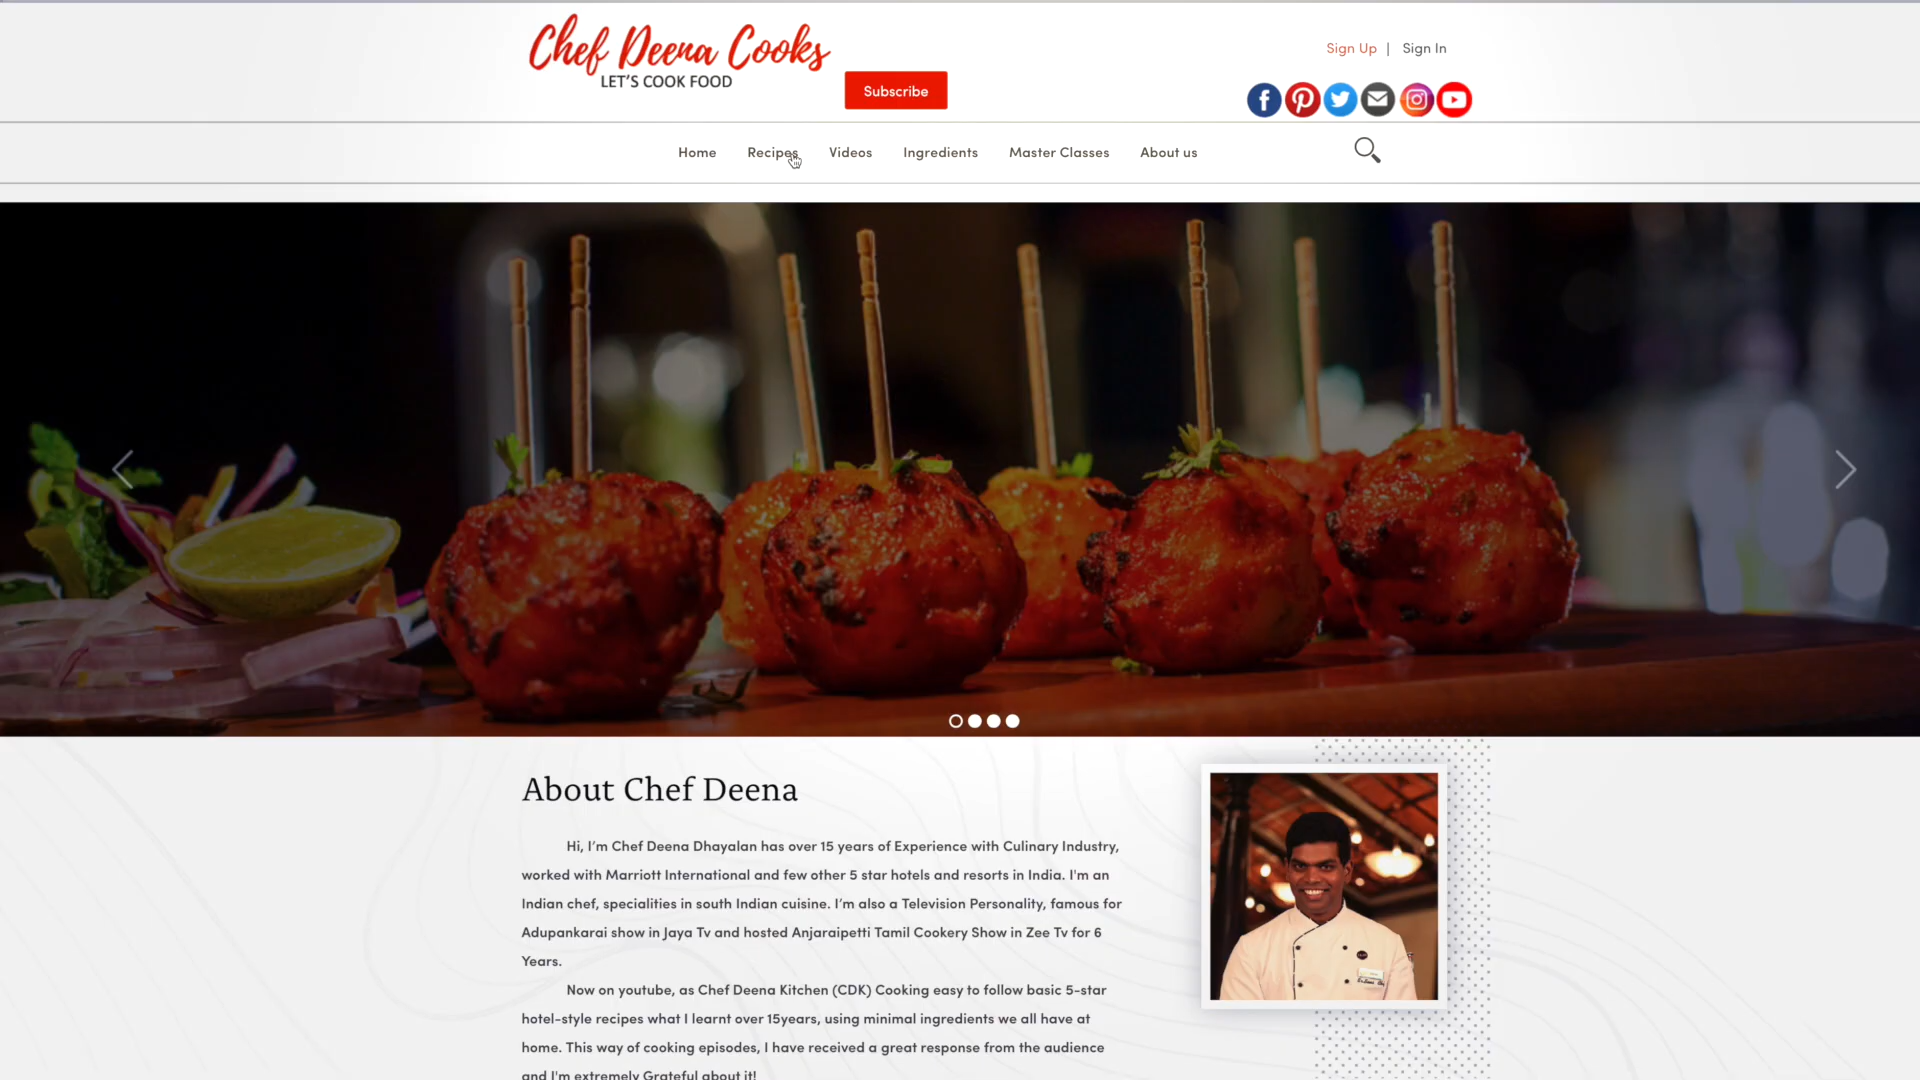 Chef Deena Cooks
LET'S COOK FOOD
Subscribe
Sign Up | Sign In
Home Recipes Videos Ingredients Master Classes About us
About Chef Deena
Hi, I'm Chef Deena Dhayalan has over 15 years of Experience with Culinary Industry,
worked with Marriott International and few other 5 star hotels and resorts in India. I'm an
Indian chef, specialities in south Indian cuisine. I'm also a Television Personality, famous for
Adupankarai show in Jaya Tv and hosted Anjaraipetti Tamil Cookery Show in Zee Tv for 6
Years.
Now on youtube, as Chef Deena Kitchen (CDK) Cooking easy to follow basic 5-star
hotel-style recipes what I learnt over 15years, using minimal ingredients we all have at
home. This way of cooking episodes, I have received a great response from the audience
and I'm extremely Grateful about it!